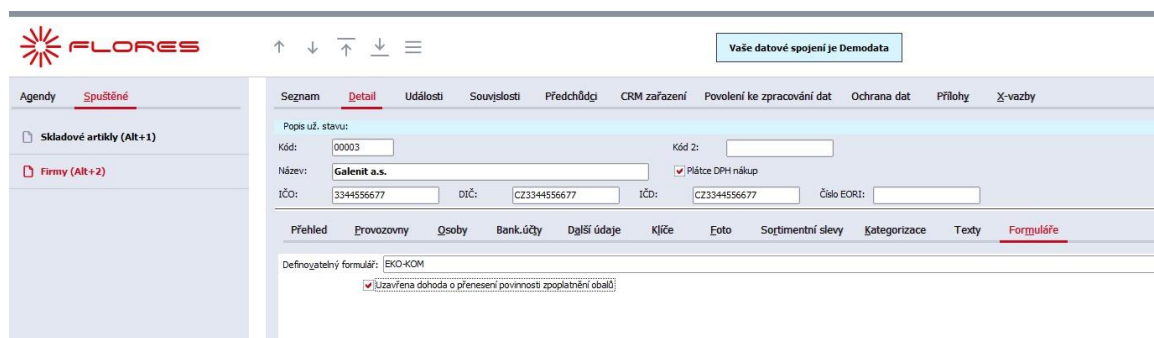 FLORES
Vaše datové spojení je Demodata
Agendy Spuštěné
Skladové artikly (Alt+1)
Firmy (Alt+2)
Seznam Detail Události Souvislosti Předchůdci CRM zařazení Povolení ke zpracování dat Ochrana dat Přílohy X-vazby
Popis už. stavu:
Kód: 00003 Kód 2:
Název: Galenit a.s. Plátce DPH nákup
IČO: 3344556677 DIČ: CZ3344556677 IČD: CZ3344556677 Číslo EORI:
Přehled Provozovny Osoby Bank.účty Další údaje Klíče Foto Sortimentní slevy Kategorizace Texty Formuláře
Definovatelný formulář: EKO-KOM
Uzavřena dohoda o přenesení povinnosti zpoplatnění obalů